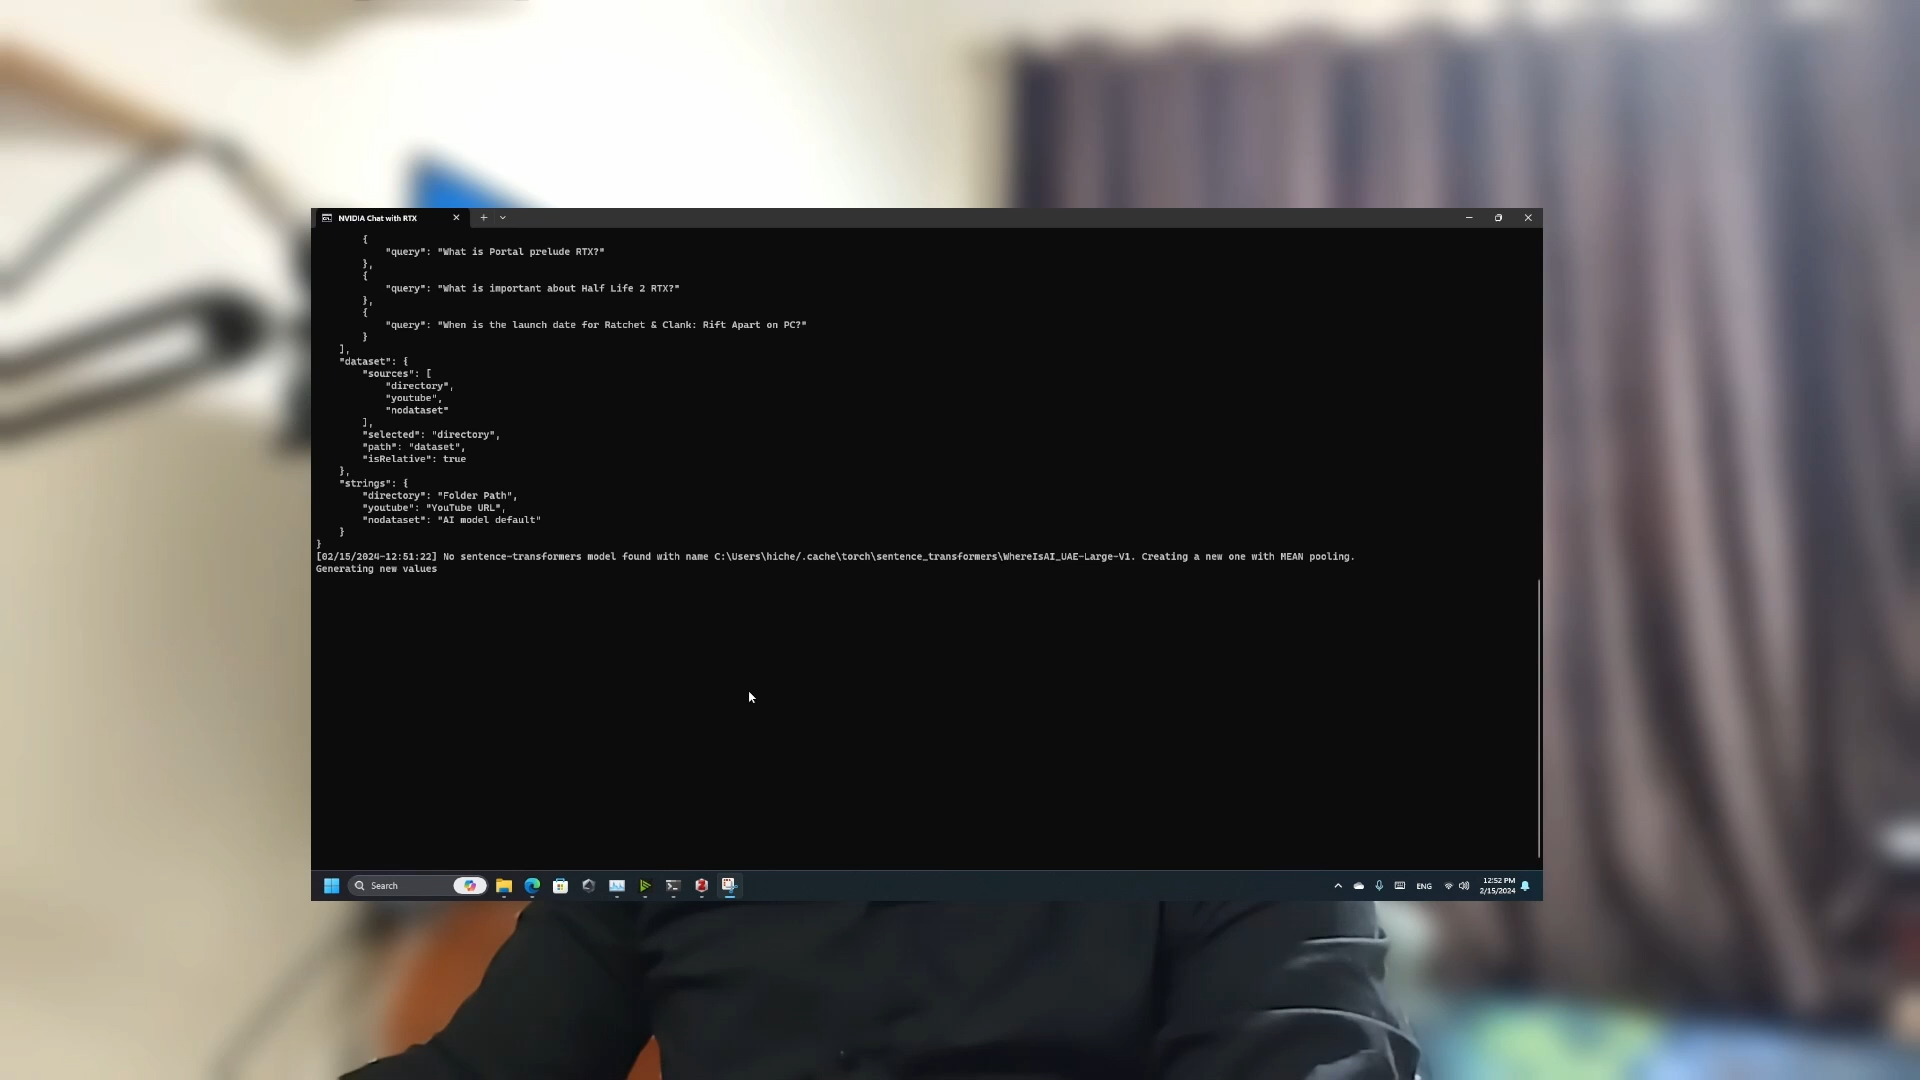 NVIDIA Chat with RTX
{
"query": "What is Portal prelude RTX?"
},
{
"query": "What is important about Half Life 2 RTX?"
},
{
"query": "When is the launch date for Ratchet & Clank: Rift Apart on PC?"
}
],
"dataset": {
"sources": [
"directory",
"youtube",
"nodataset"
],
"selected": "directory",
"path": "dataset",
"isRelative": true
},
"strings": {
"directory": "Folder Path",
"youtube": "YouTube URL",
"nodataset": "AI model default"
}
}
[02/15/2024-12:51:22] No sentence-transformers model found with name C:\Users\hiche/.cache\torch\sentence_transformers\WhereIsAI_UAE-Large-V1. Creating a new one with MEAN pooling.
Generating new values
Search
ENG
12:52 PM
2/15/2024